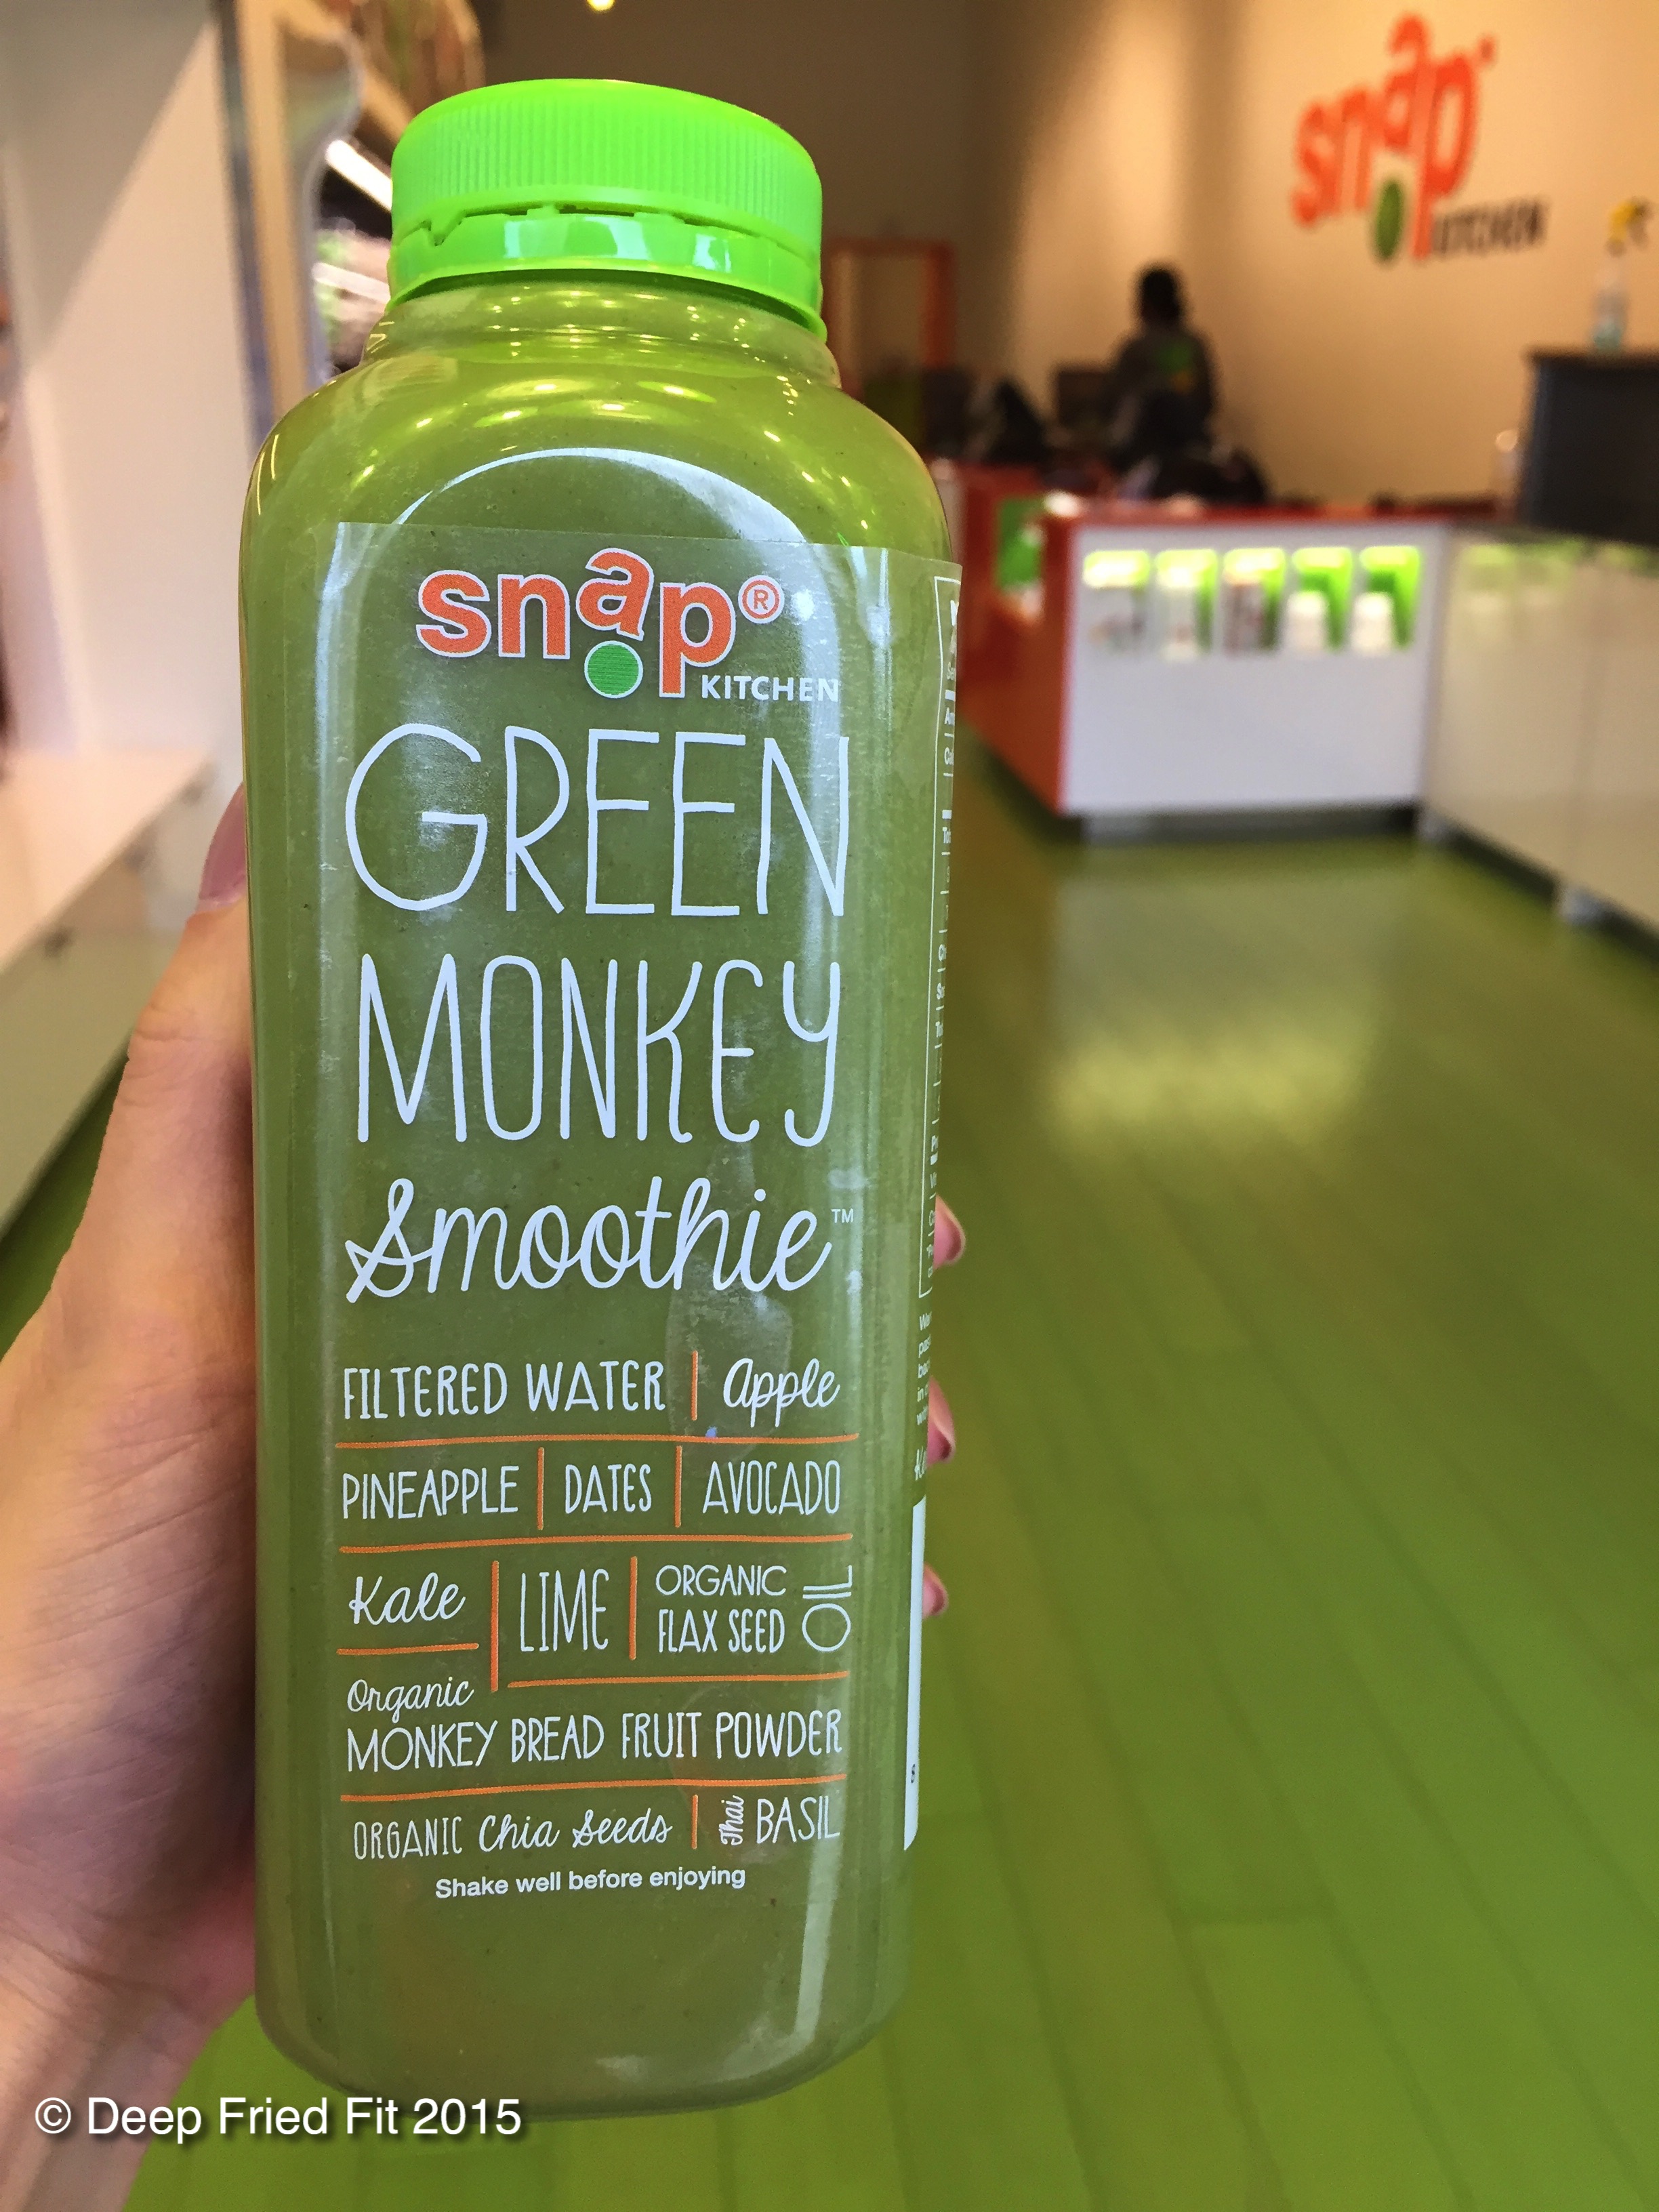 snap®
KITCHEN
snap
KITCHEN
GREEN
MONKEY
Smoothie™
FILTERED WATER | Apple
PINEAPPLE | DATES | AVOCADO
Kale | LIME | ORGANIC FLAX SEED OIL
Organic
MONKEY BREAD FRUIT POWDER
ORGANIC Chia Seeds | Thai BASIL
Shake well before enjoying
© Deep Fried Fit 2015